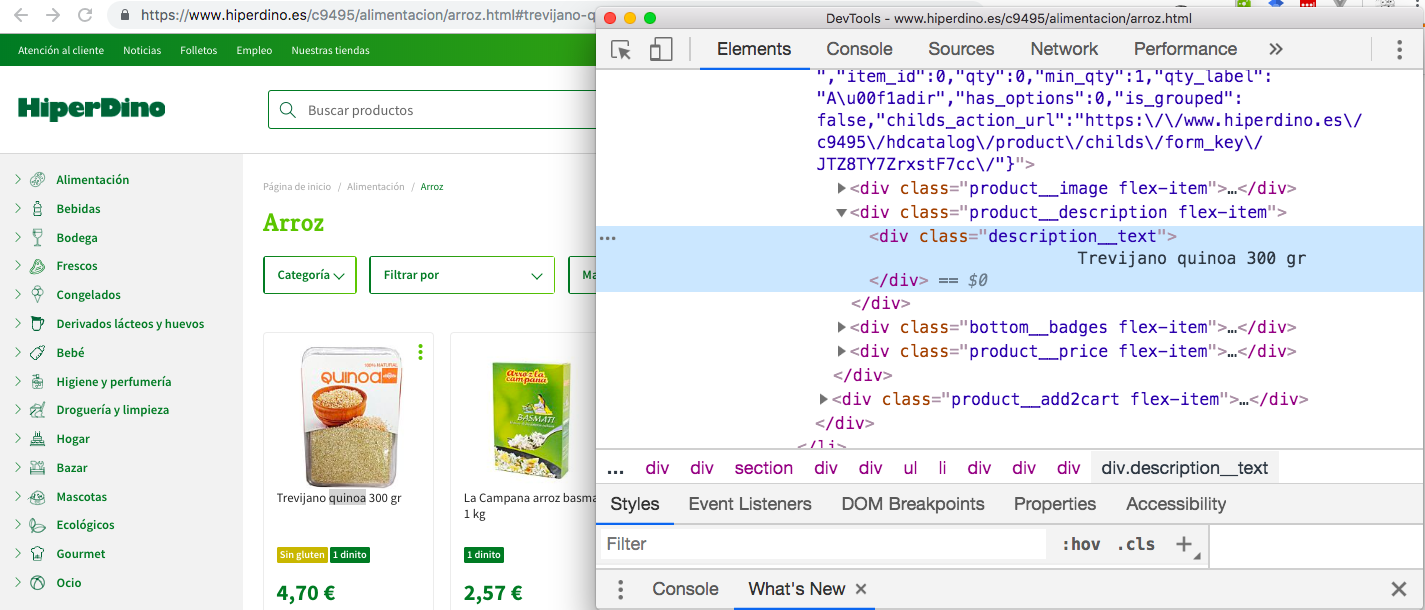 https://www.hiperdino.es/c9495/alimentacion/arroz.html#trevijano-q
Atención al cliente Noticias Folletos Empleo Nuestras tiendas
HiperDino
Buscar productos
Alimentación
Bebidas
Bodega
Frescos
Congelados
Derivados lácteos y huevos
Bebé
Higiene y perfumería
Droguería y limpieza
Hogar
Bazar
Mascotas
Ecológicos
Gourmet
Ocio
Página de inicio / Alimentación / Arroz
Arroz
Categoría Filtrar por Ma
100% NATURAL
quinoa
Arroz la
campana
BASMATI
Trevijano quinoa 300 gr
La Campana arroz basma
1 kg
Sin gluten 1 dinito
1 dinito
4,70 €
2,57 €
DevTools - www.hiperdino.es/c9495/alimentacion/arroz.html
Elements Console Sources Network Performance »
","item_id":0,"qty":0,"min_qty":1,"qty_label":
"A\u00f1adir","has_options":0,"is_grouped":
false,"childs_action_url":"https:\/\/www.hiperdino.es\/
c9495\/hdcatalog\/product\/childs\/form_key\/
JTZ8TY7ZrxstF7cc\/"}">
<div class="product__image flex-item">…</div>
<div class="product__description flex-item">
<div class="description__text">
Trevijano quinoa 300 gr
</div> == $0
</div>
<div class="bottom__badges flex-item">…</div>
<div class="product__price flex-item">…</div>
</div>
<div class="product__add2cart flex-item">…</div>
</div>
</li>
... div div section div div ul li div div div div.description__text
Styles Event Listeners DOM Breakpoints Properties Accessibility
Filter :hov .cls +
Console What's New ×